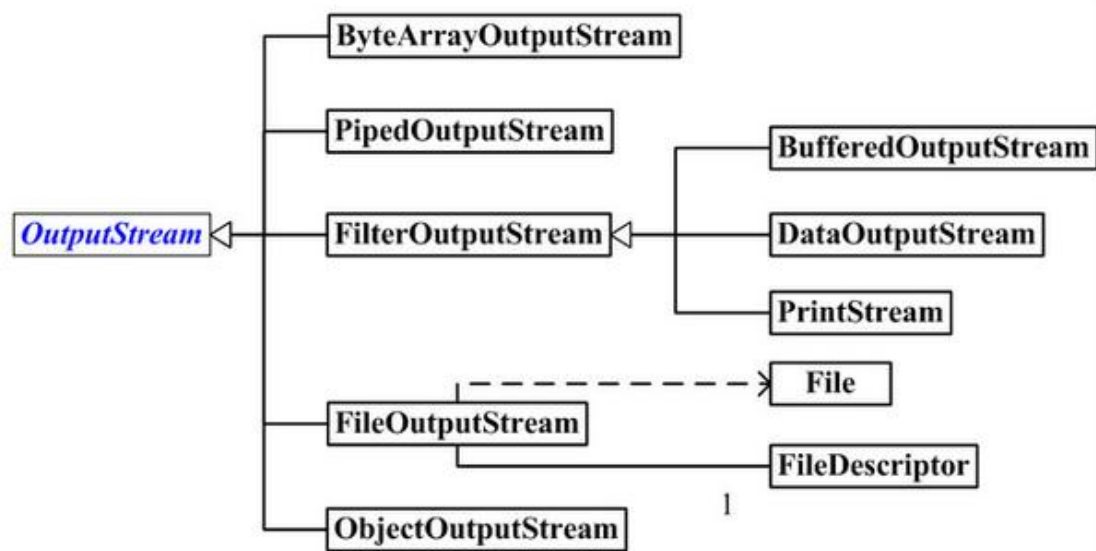 ByteArrayOutputStream
PipedOutputStream
BufferedOutputStream
OutputStream
FilterOutputStream
DataOutputStream
PrintStream
File
FileOutputStream
FileDescriptor
1
ObjectOutputStream